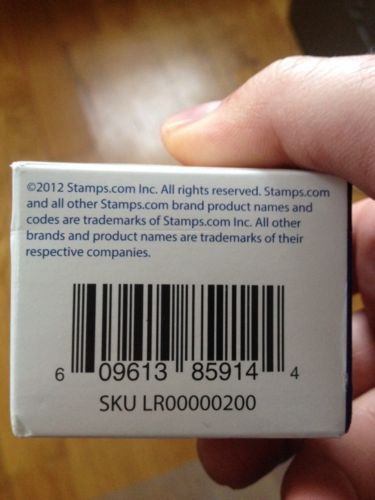 ©2012 Stamps.com Inc. All rights reserved. Stamps.com
and all other Stamps.com brand product names and
codes are trademarks of Stamps.com Inc. All other
brands and product names are trademarks of their
respective companies.
6 09613 85914 4
SKU LR00000200